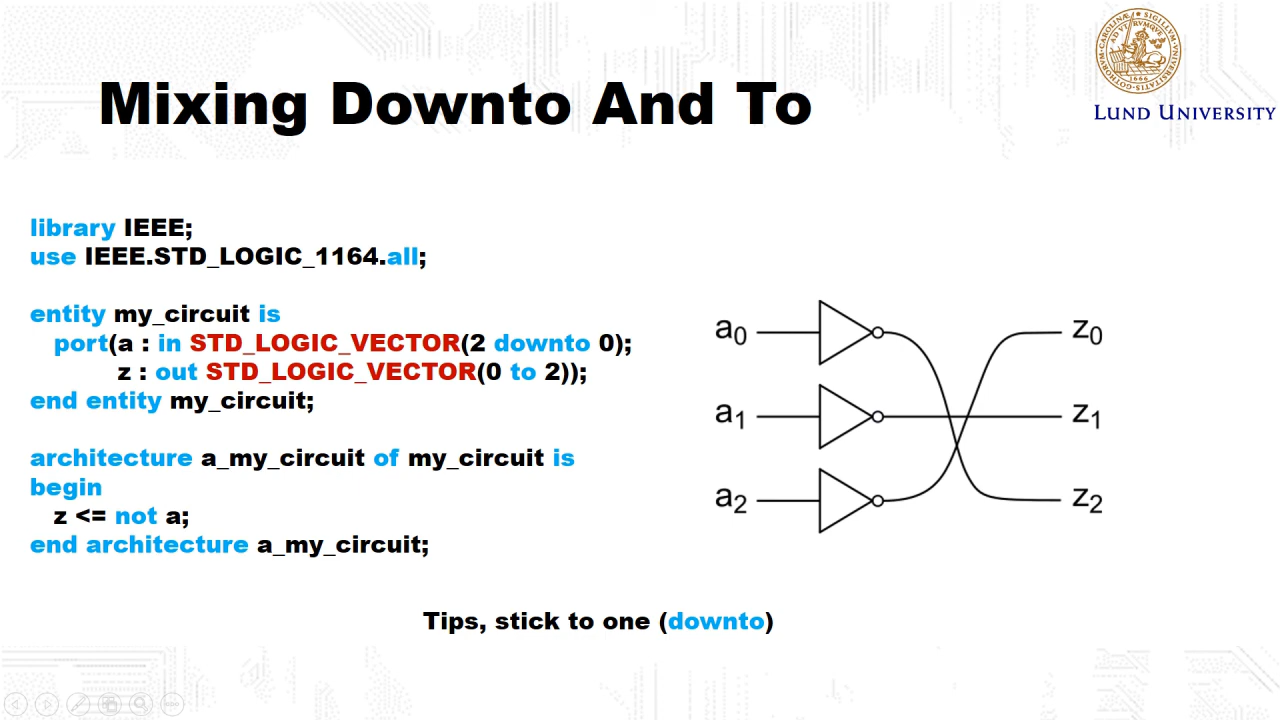 Mixing Downto And To
LUND UNIVERSITY
library IEEE;
use IEEE.STD_LOGIC_1164.all;
entity my_circuit is
port(a : in STD_LOGIC_VECTOR(2 downto 0);
z : out STD_LOGIC_VECTOR(0 to 2));
end entity my_circuit;
architecture a_my_circuit of my_circuit is
begin
z <= not a;
end architecture a_my_circuit;
a0 z0
a1 z1
a2 z2
Tips, stick to one (downto)